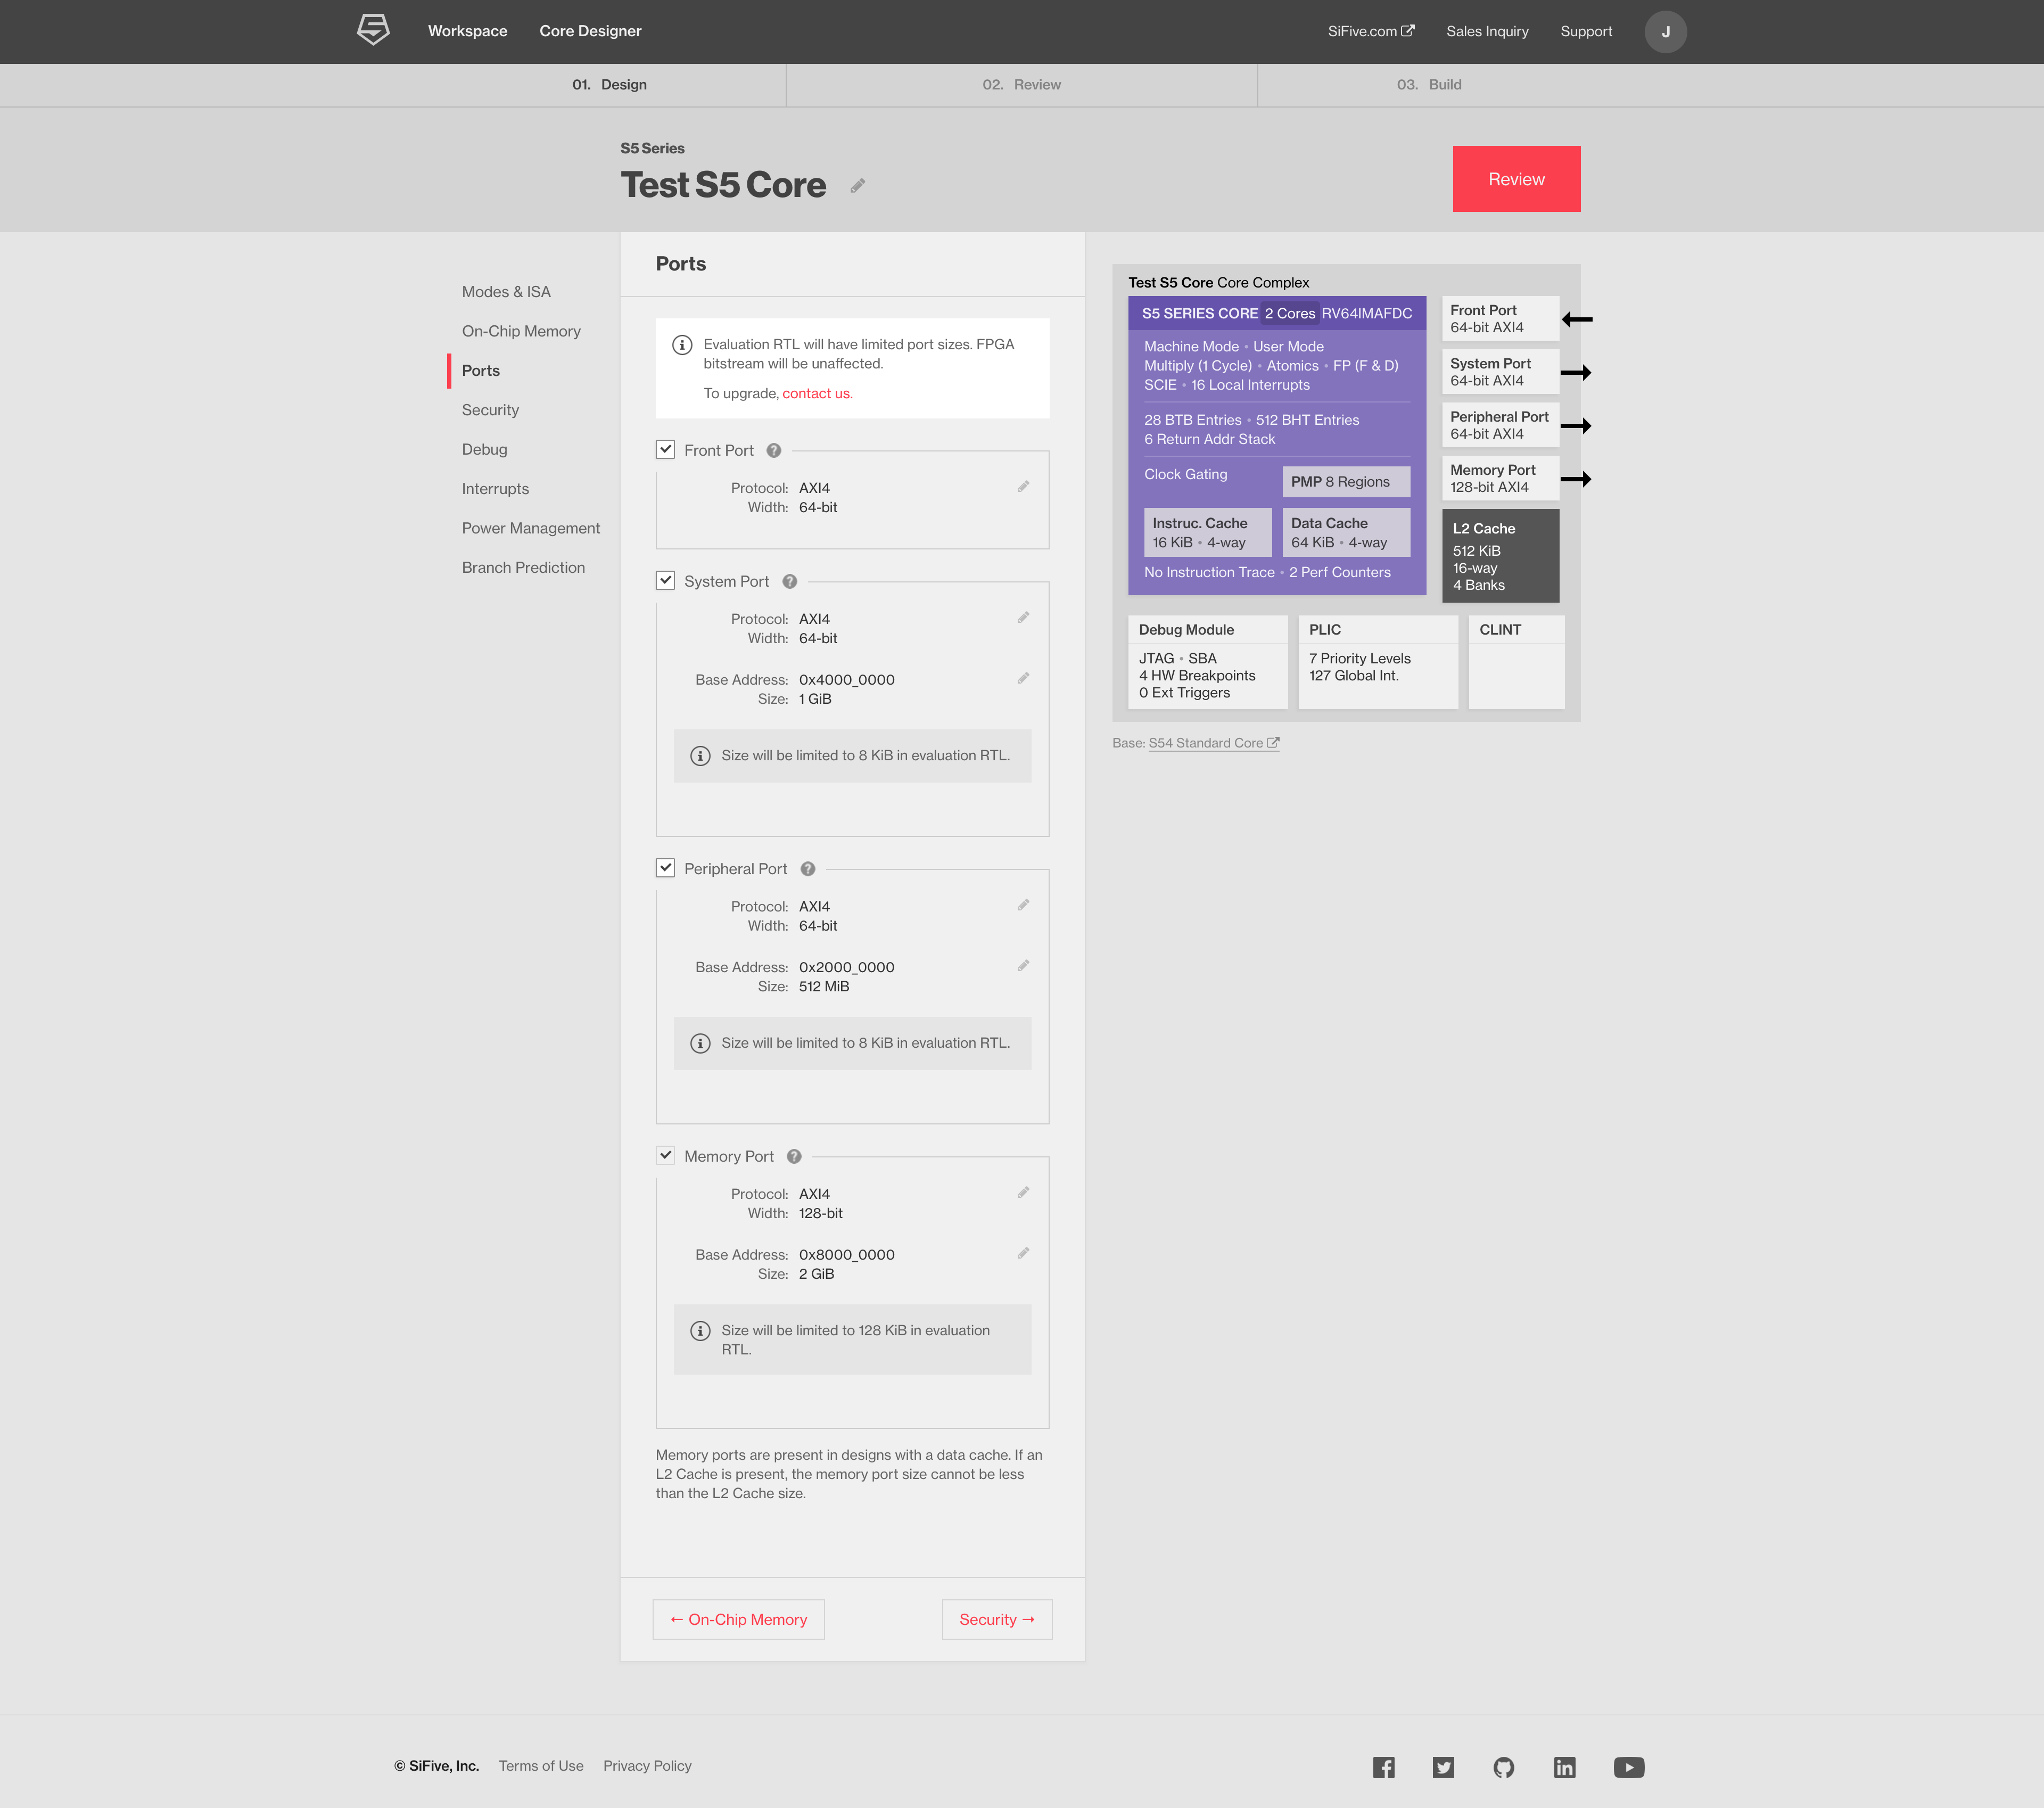 Workspace
Core Designer
SiFive.com
Sales Inquiry
Support
J
01. Design
02. Review
03. Build
S5 Series
Test S5 Core
Review
Modes & ISA
On-Chip Memory
Ports
Security
Debug
Interrupts
Power Management
Branch Prediction
Ports
Evaluation RTL will have limited port sizes. FPGA
bitstream will be unaffected.
To upgrade, contact us.
Front Port
Protocol: AXI4
Width: 64-bit
System Port
Protocol: AXI4
Width: 64-bit
Base Address: 0x4000_0000
Size: 1 GiB
Size will be limited to 8 KiB in evaluation RTL.
Peripheral Port
Protocol: AXI4
Width: 64-bit
Base Address: 0x2000_0000
Size: 512 MiB
Size will be limited to 8 KiB in evaluation RTL.
Memory Port
Protocol: AXI4
Width: 128-bit
Base Address: 0x8000_0000
Size: 2 GiB
Size will be limited to 128 KiB in evaluation
RTL.
Memory ports are present in designs with a data cache. If an
L2 Cache is present, the memory port size cannot be less
than the L2 Cache size.
← On-Chip Memory
Security →
Test S5 Core Core Complex
S5 SERIES CORE 2 Cores RV64IMAFDC
Machine Mode • User Mode
Multiply (1 Cycle) • Atomics • FP (F & D)
SCIE • 16 Local Interrupts
28 BTB Entries • 512 BHT Entries
6 Return Addr Stack
Clock Gating
PMP 8 Regions
Instruc. Cache
16 KiB • 4-way
Data Cache
64 KiB • 4-way
No Instruction Trace • 2 Perf Counters
Front Port
64-bit AXI4
System Port
64-bit AXI4
Peripheral Port
64-bit AXI4
Memory Port
128-bit AXI4
L2 Cache
512 KiB
16-way
4 Banks
Debug Module
JTAG • SBA
4 HW Breakpoints
0 Ext Triggers
PLIC
7 Priority Levels
127 Global Int.
CLINT
Base: S54 Standard Core
© SiFive, Inc.
Terms of Use
Privacy Policy